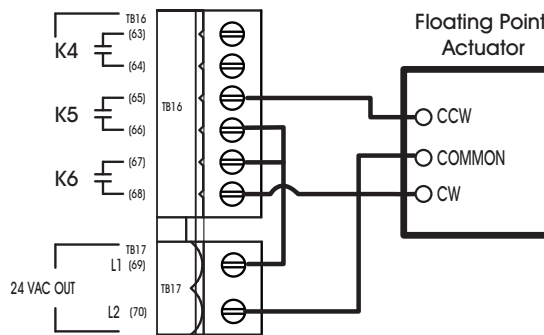 Floating Point
Actuator
TB16
K4
(63)
(64)
K5
(65)
(66)
TB16
K6
(67)
(68)
CCW
COMMON
CW
TB17
24 VAC OUT
L1 (69)
L2 (70)
TB17